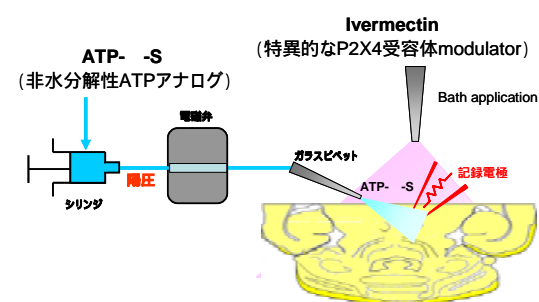 Ivermectin
(特異的なP2X4受容体modulator)
ATP- -S
(非水分解性ATPアナログ)
電磁弁
Bath application
ガラスピペット
記録電極
陽圧
ATP- -S
シリンジ